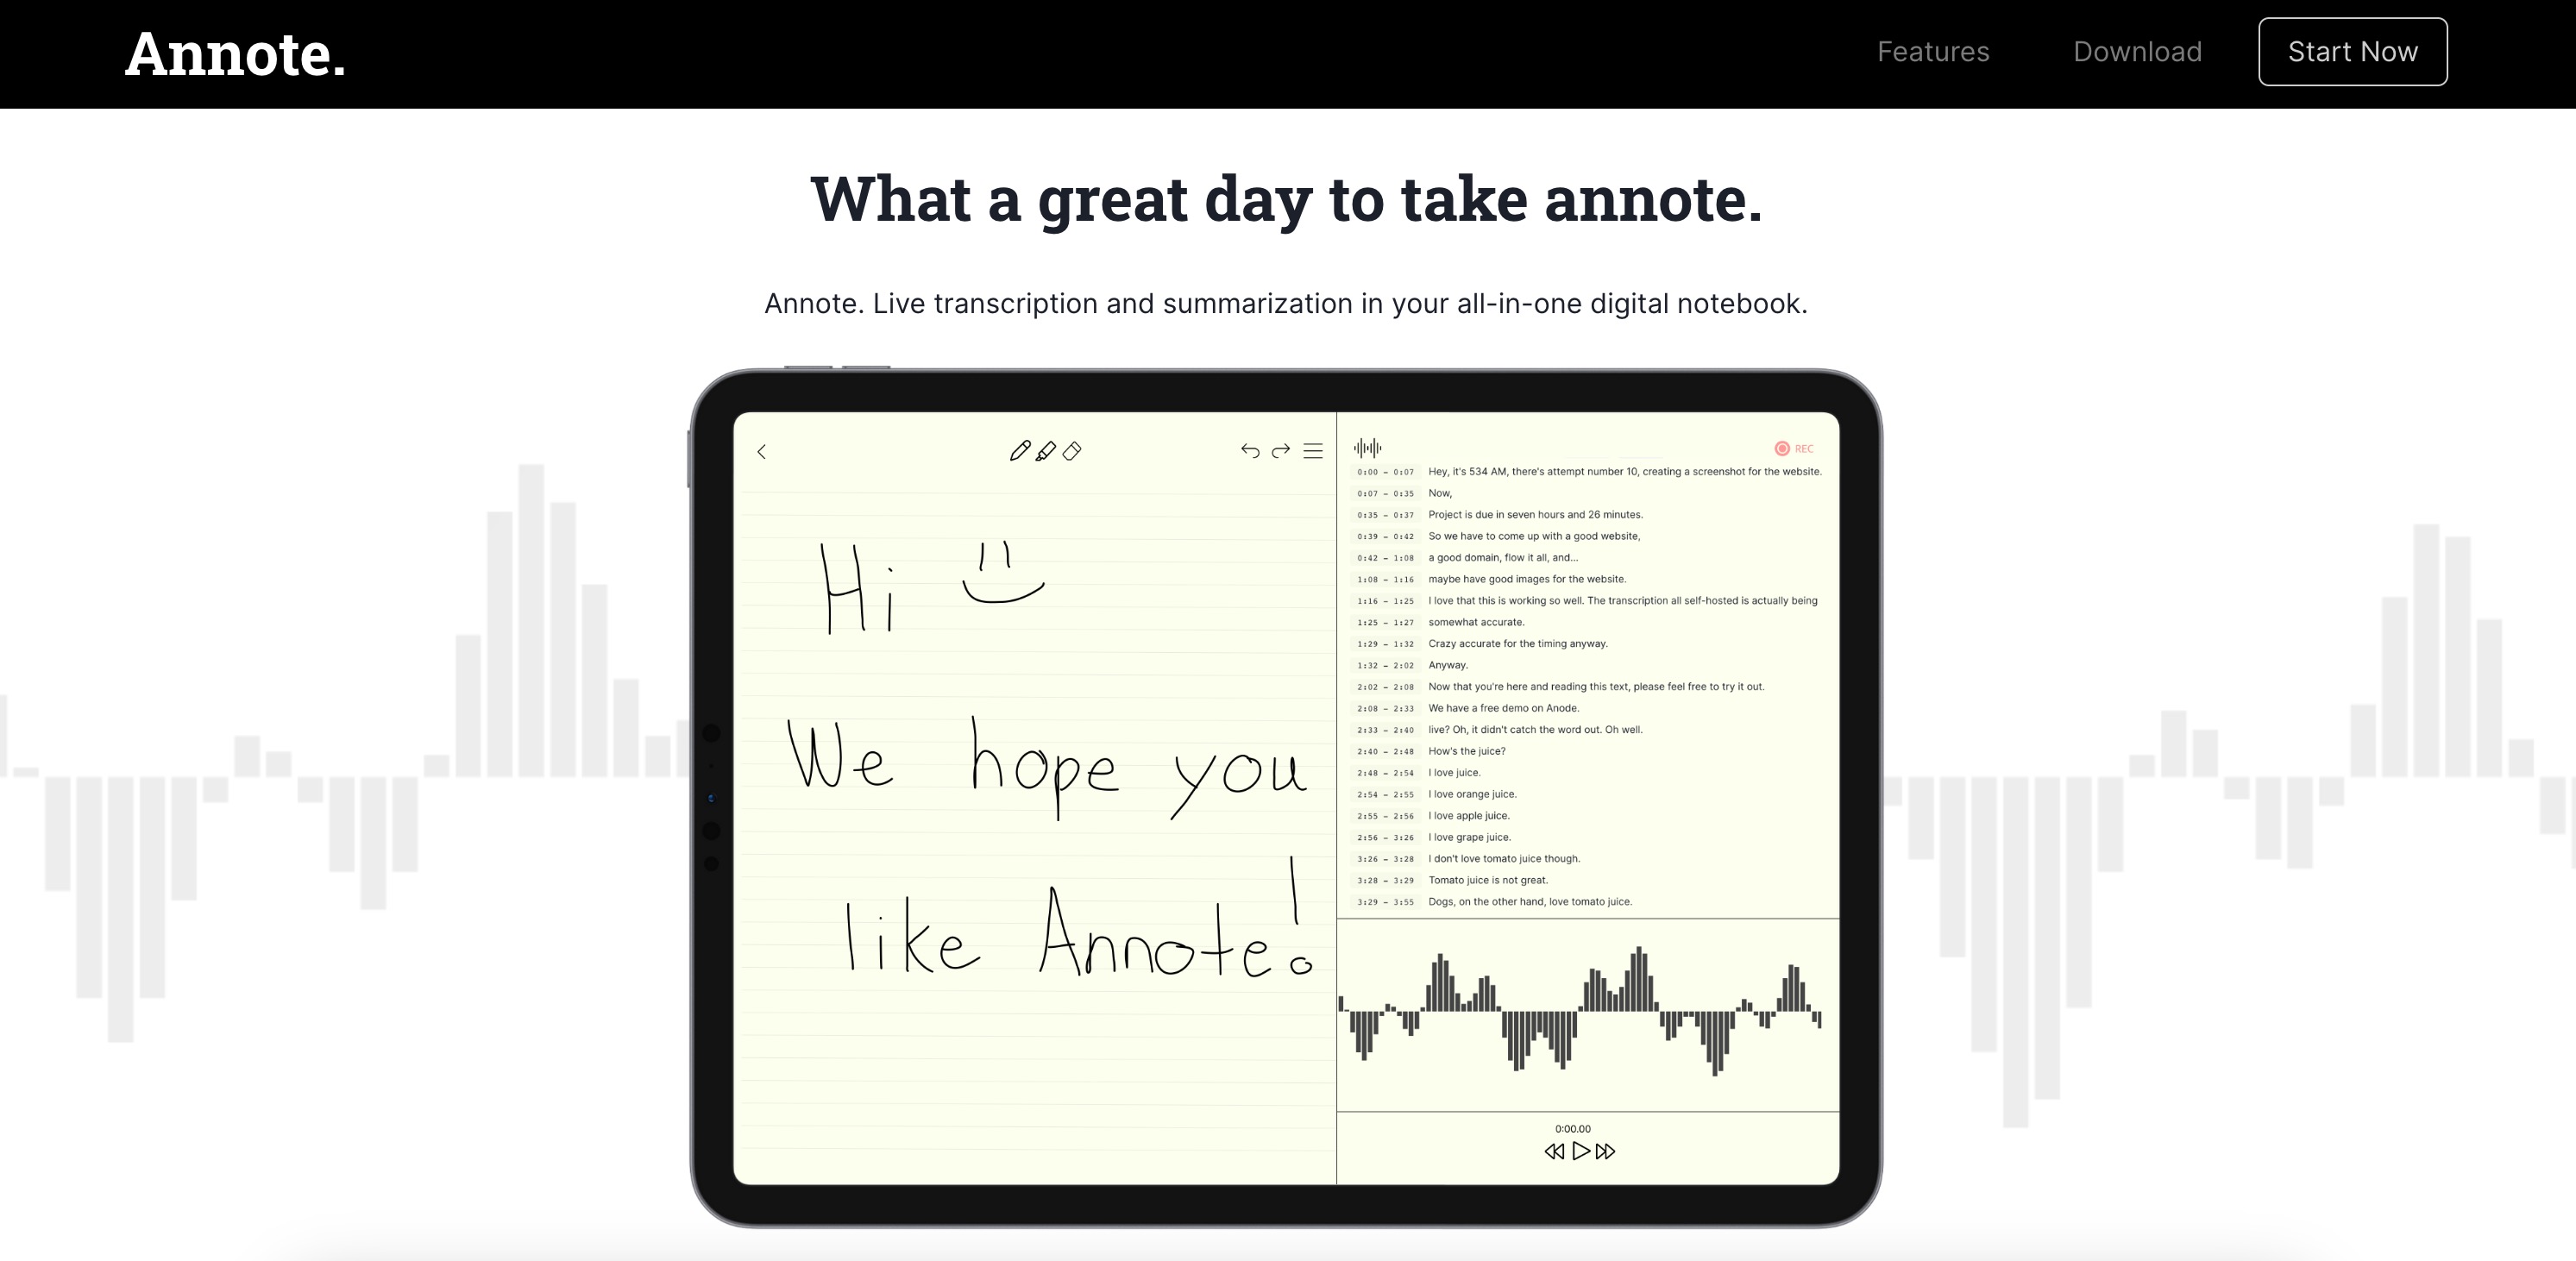 Annote.
Features
Download
Start Now
What a great day to take annote.
Annote. Live transcription and summarization in your all-in-one digital notebook.
Hi
We hope you
like Annote!
REC
0:00 – 0:07 Hey, it's 534 AM, there's attempt number 10, creating a screenshot for the website.
0:07 – 0:35 Now,
0:35 – 0:37 Project is due in seven hours and 26 minutes.
0:39 – 0:42 So we have to come up with a good website,
0:42 – 1:08 a good domain, flow it all, and...
1:08 – 1:16 maybe have good images for the website.
1:16 – 1:25 I love that this is working so well. The transcription all self-hosted is actually being
1:25 – 1:27 somewhat accurate.
1:29 – 1:32 Crazy accurate for the timing anyway.
1:32 – 2:02 Anyway.
2:02 – 2:08 Now that you're here and reading this text, please feel free to try it out.
2:08 – 2:33 We have a free demo on Anode.
2:33 – 2:40 live? Oh, it didn't catch the word out. Oh well.
2:40 – 2:48 How's the juice?
2:48 – 2:54 I love juice.
2:54 – 2:55 I love orange juice.
2:55 – 2:56 I love apple juice.
2:56 – 3:26 I love grape juice.
3:26 – 3:28 I don't love tomato juice though.
3:28 – 3:29 Tomato juice is not great.
3:29 – 3:55 Dogs, on the other hand, love tomato juice.
0:00.00